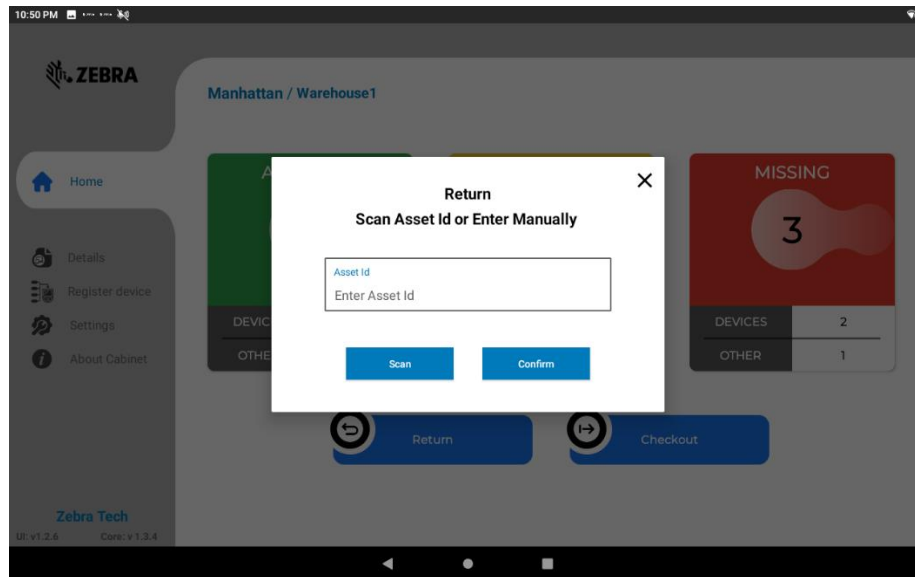 10:50 PM
ZEBRA
Manhattan / Warehouse1
Home
Details
Register device
Settings
About Cabinet
Zebra Tech
UI: v1.2.6 Core: v 1.3.4
A
DEVIC
OTHE
Return
Scan Asset Id or Enter Manually
Asset Id
Enter Asset Id
Scan Confirm
MISSING
3
DEVICES 2
OTHER 1
Return Checkout